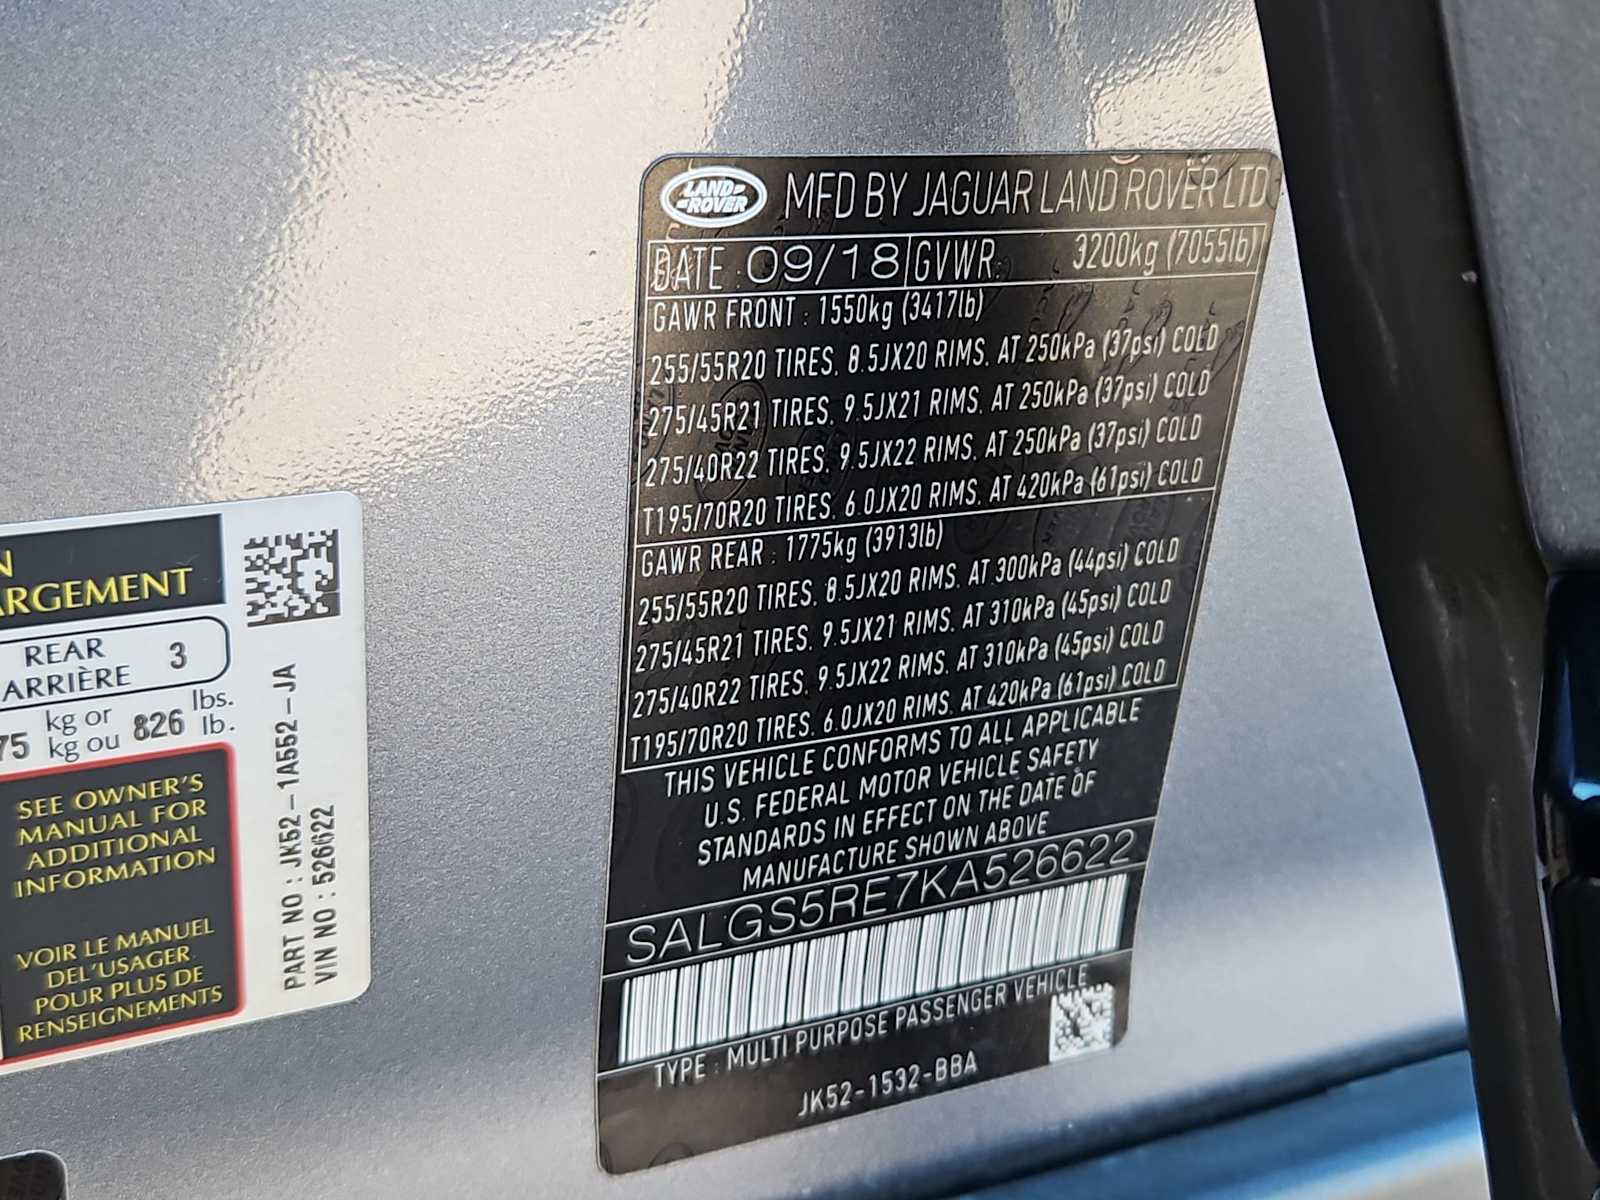 LAND ROVER MFD BY JAGUAR LAND ROVER LTD
DATE : 09/18 GVWR: 3200kg (7055lb)
GAWR FRONT : 1550kg (3417lb)
255/55R20 TIRES, 8.5JX20 RIMS, AT 250kPa (37psi) COLD
275/45R21 TIRES, 9.5JX21 RIMS, AT 250kPa (37psi) COLD
275/40R22 TIRES, 9.5JX22 RIMS, AT 250kPa (37psi) COLD
T195/70R20 TIRES, 6.0JX20 RIMS, AT 420kPa (61psi) COLD
GAWR REAR : 1775kg (3913lb)
255/55R20 TIRES, 8.5JX20 RIMS, AT 300kPa (44psi) COLD
275/45R21 TIRES, 9.5JX21 RIMS, AT 310kPa (45psi) COLD
275/40R22 TIRES, 9.5JX22 RIMS, AT 310kPa (45psi) COLD
T195/70R20 TIRES, 6.0JX20 RIMS, AT 420kPa (61psi) COLD
THIS VEHICLE CONFORMS TO ALL APPLICABLE
U.S. FEDERAL MOTOR VEHICLE SAFETY
STANDARDS IN EFFECT ON THE DATE OF
MANUFACTURE SHOWN ABOVE
SALGS5RE7KA526622
TYPE : MULTI PURPOSE PASSENGER VEHICLE
JK52-1532-BBA
N
ARGEMENT
REAR 3
ARRIÈRE
75 kg or 826 lbs.
kg ou lb.
SEE OWNER'S
MANUAL FOR
ADDITIONAL
INFORMATION
VOIR LE MANUEL
DEL'USAGER
POUR PLUS DE
RENSEIGNEMENTS
PART NO : JK52-1A552-JA
VIN NO : 526622